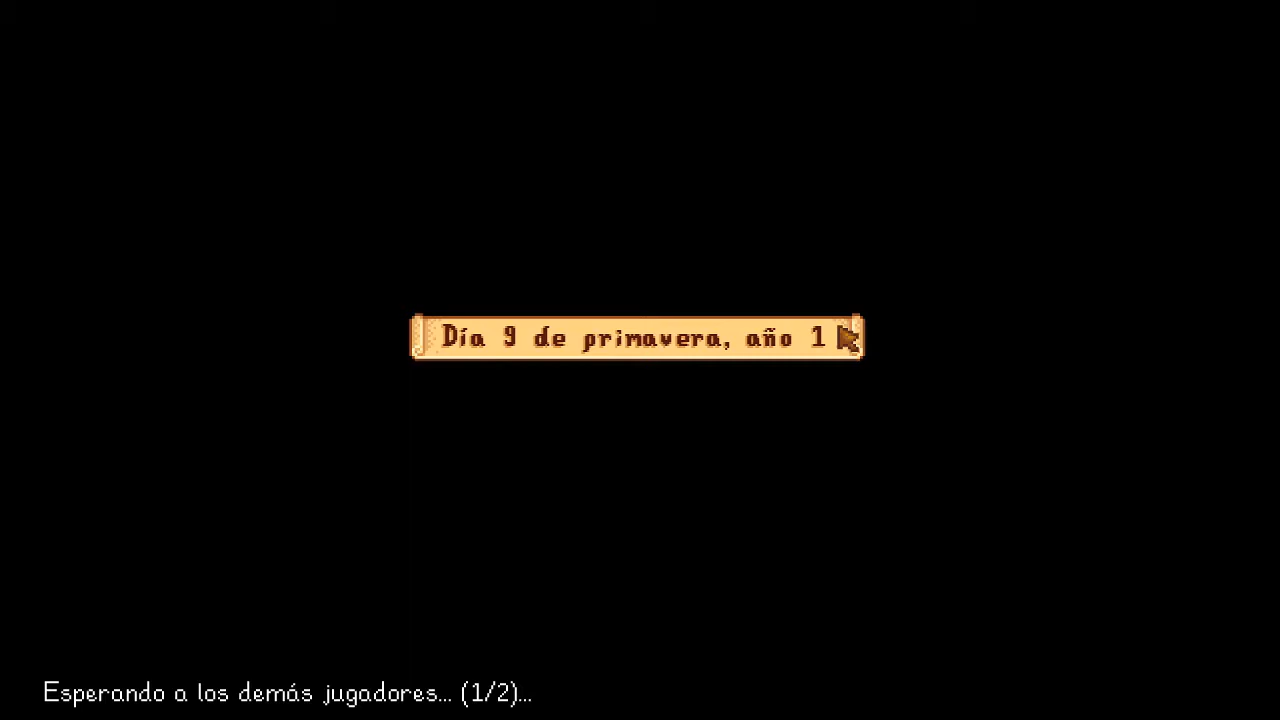 Día 9 de primavera, año 1
Esperando a los demás jugadores... (1/2)...